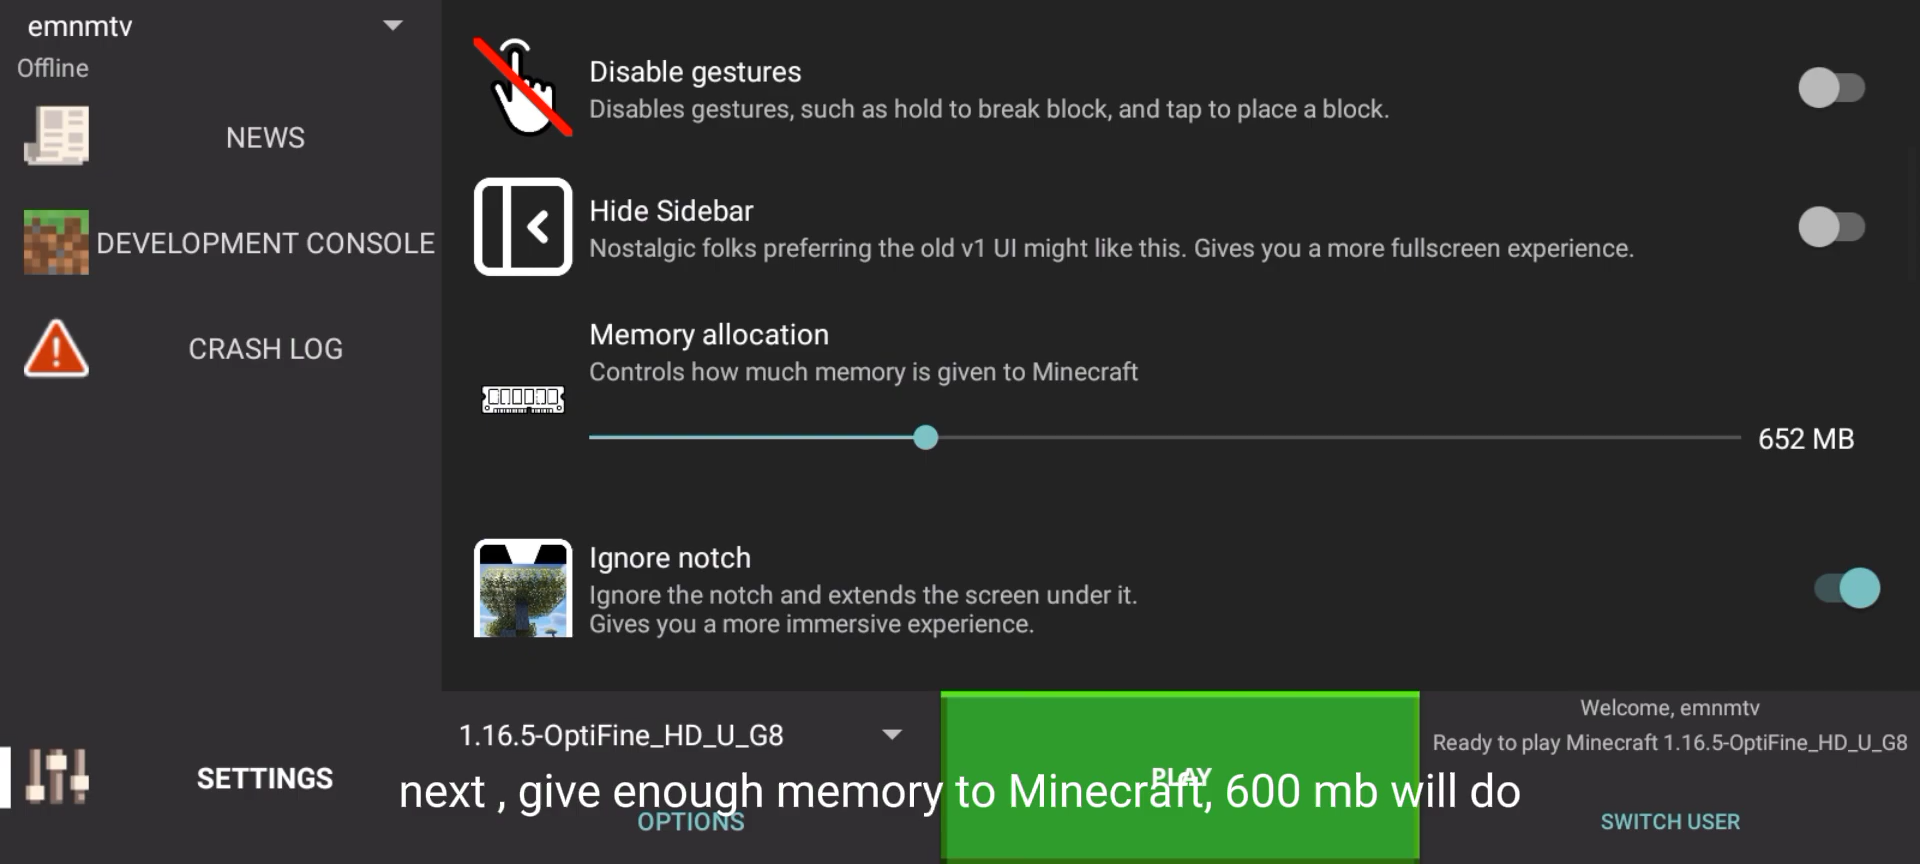 emnmtv
Offline
NEWS
DEVELOPMENT CONSOLE
CRASH LOG
SETTINGS
Disable gestures
Disables gestures, such as hold to break block, and tap to place a block.
Hide Sidebar
Nostalgic folks preferring the old v1 UI might like this. Gives you a more fullscreen experience.
Memory allocation
Controls how much memory is given to Minecraft
652 MB
Ignore notch
Ignore the notch and extends the screen under it.
Gives you a more immersive experience.
1.16.5-OptiFine_HD_U_G8
OPTIONS
PLAY
Welcome, emnmtv
Ready to play Minecraft 1.16.5-OptiFine_HD_U_G8
SWITCH USER
next , give enough memory to Minecraft, 600 mb will do